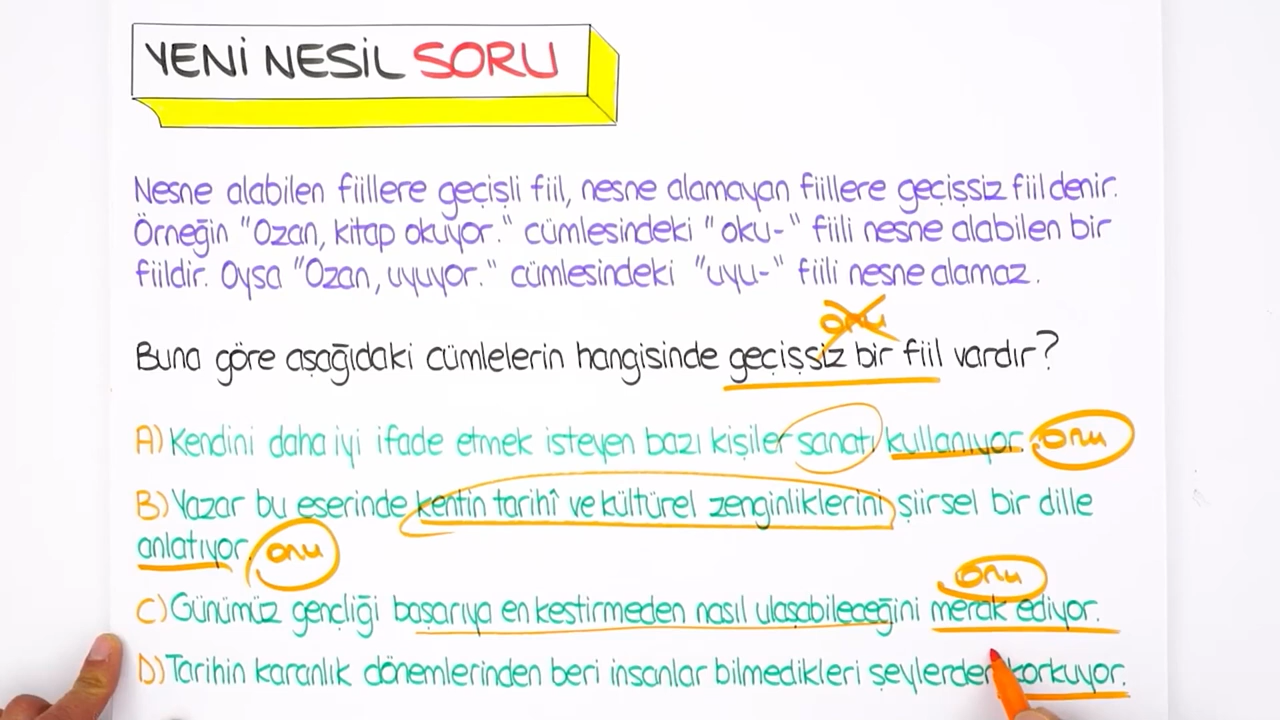 YENİ NESİL SORU
Nesne alabilen fiillere geçişli fiil, nesne alamayan fiillere geçişsiz fiil denir.
Örneğin "Ozan, kitap okuyor." cümlesindeki "oku-" fiili nesne alabilen bir
fiildir. Oysa "Ozan, uyuyor." cümlesindeki "uyu-" fiili nesne alamaz.
onu
Buna göre aşağıdaki cümlelerin hangisinde geçişsiz bir fiil vardır?
A) Kendini daha iyi ifade etmek isteyen bazı kişiler sanatı kullanıyor. onu
B) Yazar bu eserinde kentin tarihî ve kültürel zenginliklerini şiirsel bir dille
anlatıyor. onu
onu
C) Günümüz gençliği başarıya en kestirmeden nasıl ulaşabileceğini merak ediyor.
D) Tarihin karanlık dönemlerinden beri insanlar bilmedikleri şeylerden korkuyor.